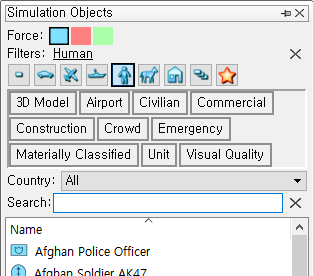 Simulation Objects
Force:
Filters: Human
3D Model Airport Civilian Commercial
Construction Crowd Emergency
Materially Classified Unit Visual Quality
Country: All
Search:
Name
Afghan Police Officer
Afghan Soldier AK47